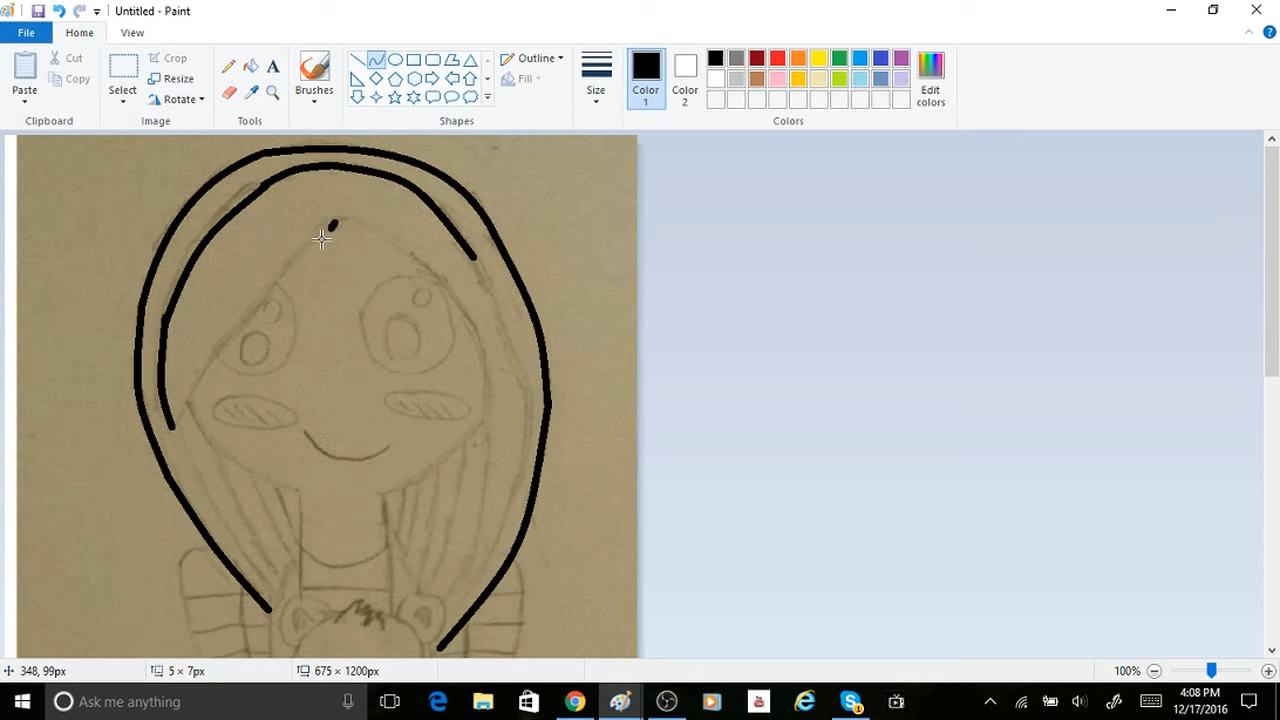 Untitled - Paint
File Home View
Paste
Cut
Copy
Clipboard
Select
Crop
Resize
Rotate
Image
Tools
Brushes
Outline
Fill
Shapes
Size
Color 1
Color 2
Edit colors
Colors
348, 99px
5 × 7px
675 × 1200px
100%
Ask me anything
1
4:08 PM
12/17/2016